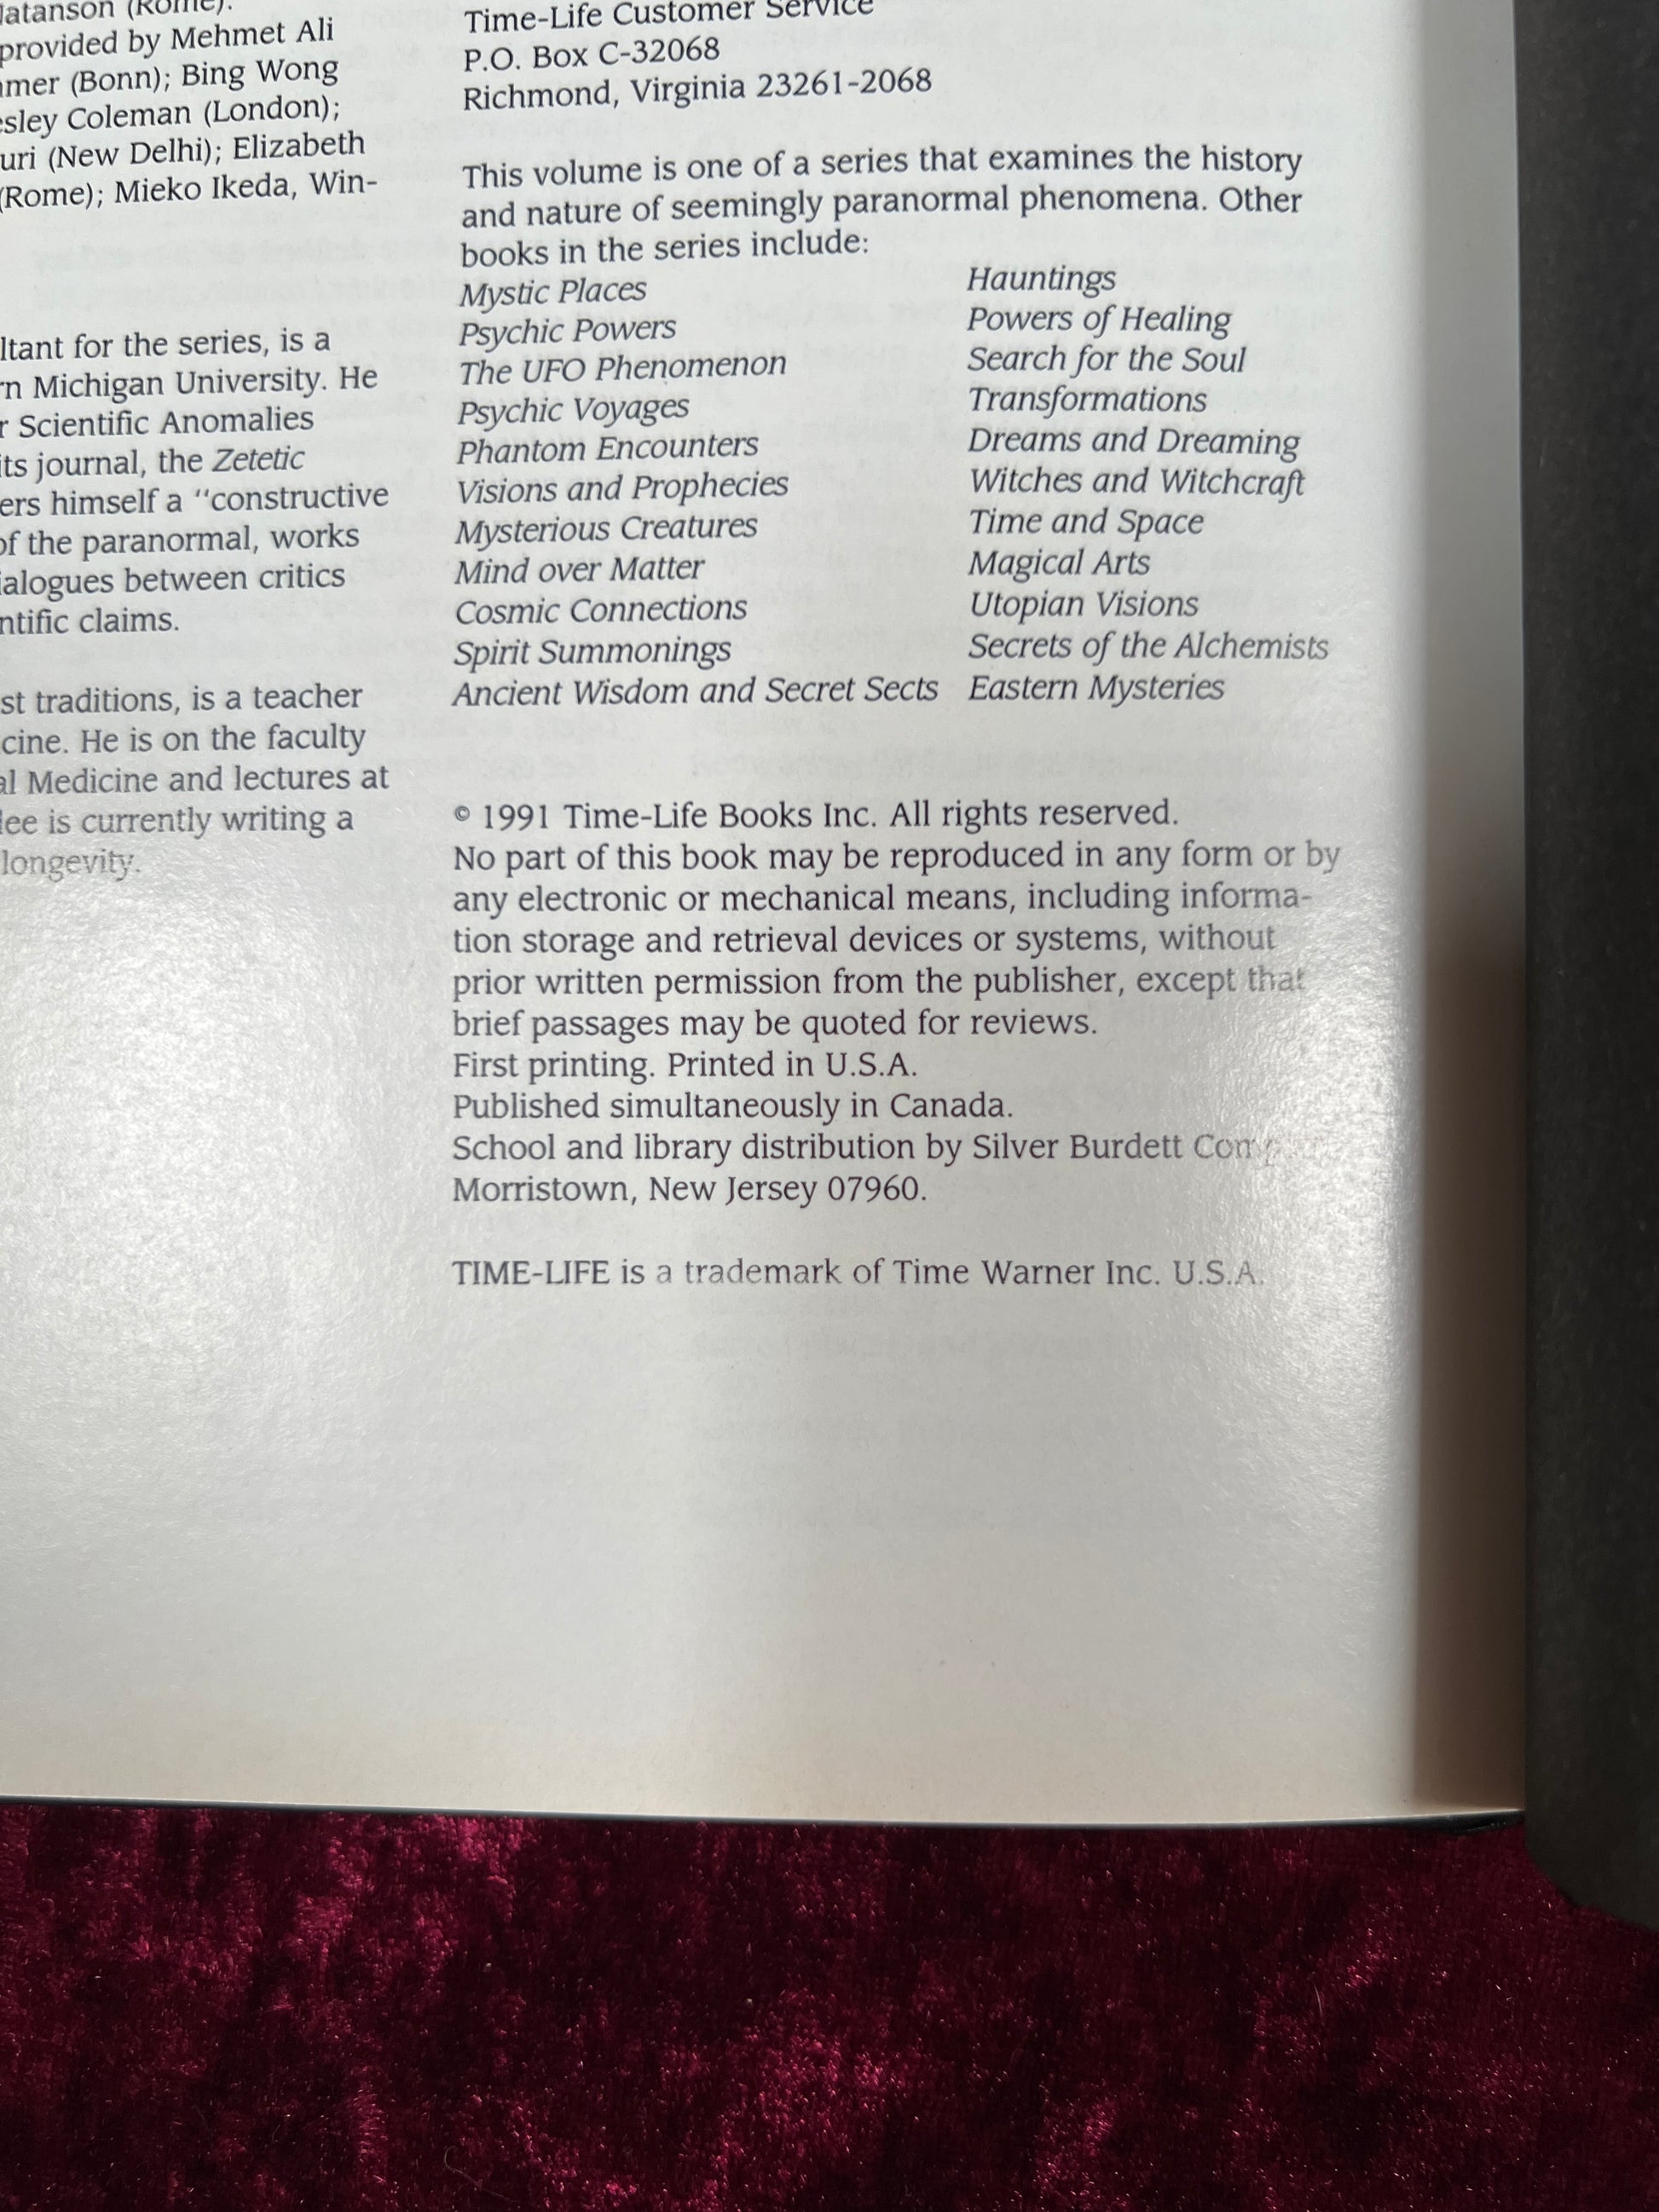 (Rome).
provided by Mehmet Ali
(Bonn); Bing Wong
Coleman (London);
(New Delhi); Elizabeth
(Rome); Mieko Ikeda, Win-
for the series, is a
Michigan University. He
Scientific Anomalies
its journal, the Zetetic
himself a "constructive
of the paranormal, works
dialogues between critics
claims.
traditions, is a teacher
He is on the faculty
Medicine and lectures at
is currently writing a
longevity.
Time-Life Customer Service
P.O. Box C-32068
Richmond, Virginia 23261-2068
This volume is one of a series that examines the history
and nature of seemingly paranormal phenomena. Other
books in the series include:
Mystic Places
Psychic Powers
The UFO Phenomenon
Psychic Voyages
Phantom Encounters
Visions and Prophecies
Mysterious Creatures
Mind over Matter
Cosmic Connections
Spirit Summonings
Ancient Wisdom and Secret Sects
Hauntings
Powers of Healing
Search for the Soul
Transformations
Dreams and Dreaming
Witches and Witchcraft
Time and Space
Magical Arts
Utopian Visions
Secrets of the Alchemists
Eastern Mysteries
© 1991 Time-Life Books Inc. All rights reserved.
No part of this book may be reproduced in any form or by
any electronic or mechanical means, including informa-
tion storage and retrieval devices or systems, without
prior written permission from the publisher, except that
brief passages may be quoted for reviews.
First printing. Printed in U.S.A.
Published simultaneously in Canada.
School and library distribution by Silver Burdett
Morristown, New Jersey 07960.
TIME-LIFE is a trademark of Time Warner Inc. U.S.A.